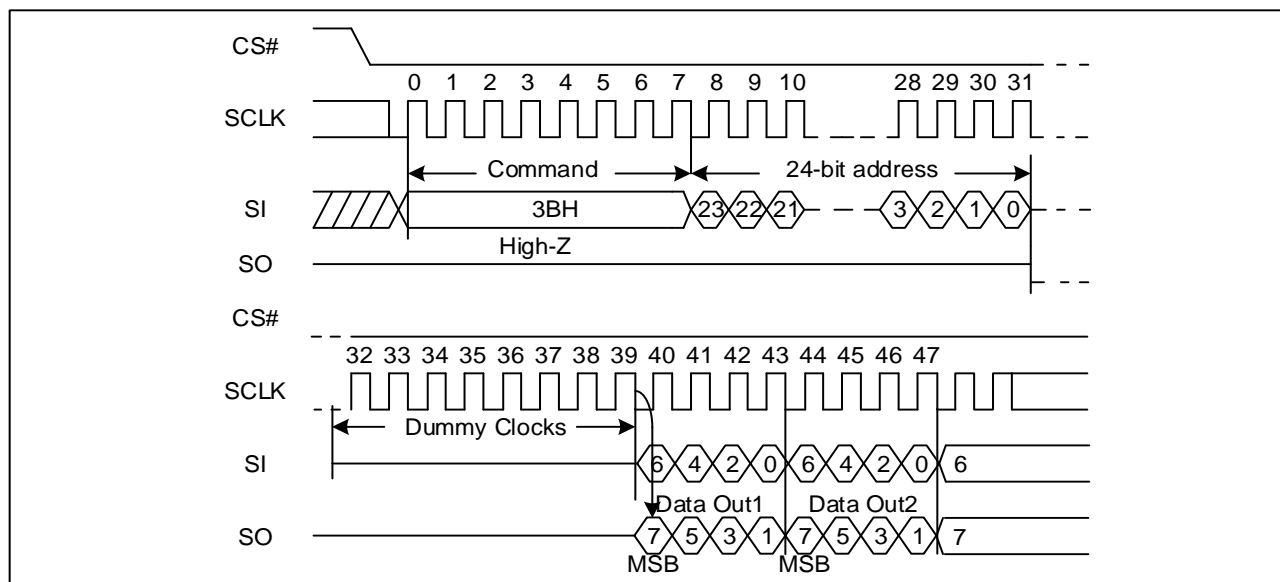 CS#
0 1 2 3 4 5 6 7 8 9 10 28 29 30 31
SCLK
Command 24-bit address
SI 3BH 23 22 21 3 2 1 0
High-Z
SO
CS#
32 33 34 35 36 37 38 39 40 41 42 43 44 45 46 47
SCLK
Dummy Clocks
SI 6 4 2 0 6 4 2 0 6
Data Out1 Data Out2
SO 7 5 3 1 7 5 3 1 7
MSB MSB